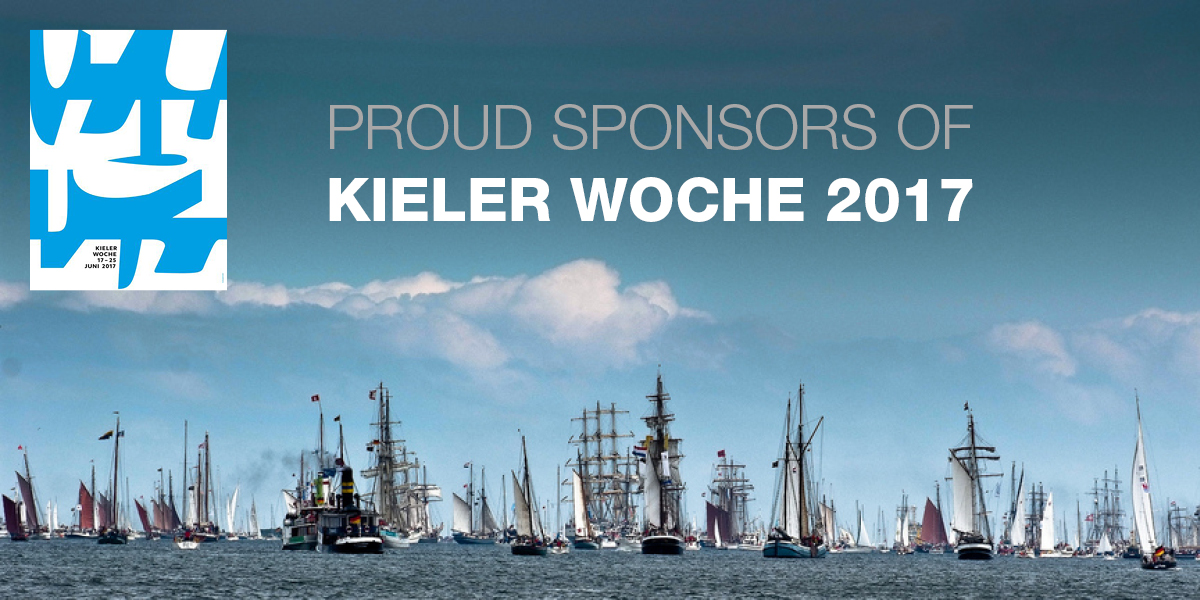 PROUD SPONSORS OF
KIELER WOCHE 2017
KIELER
WOCHE
17–25
JUNI 2017